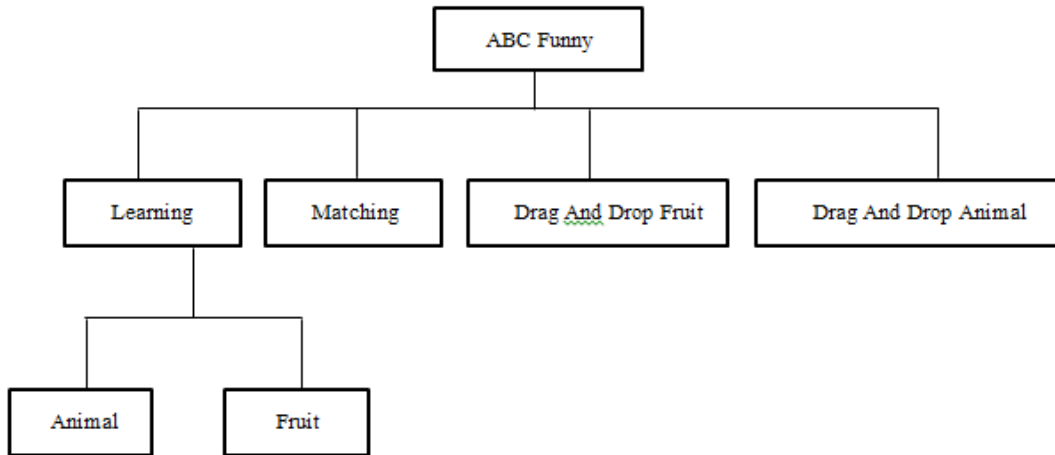 ABC Funny
Learning
Matching
Drag And Drop Fruit
Drag And Drop Animal
Animal
Fruit